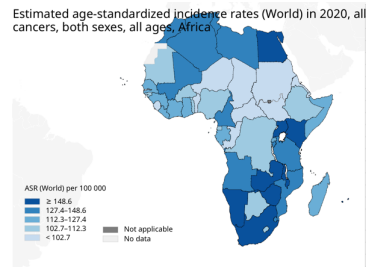 Estimated age-standardized incidence rates (World) in 2020, all
cancers, both sexes, all ages, Africa
ASR (World) per 100 000
≥ 148.6
127.4–148.6
112.3–127.4
102.7–112.3
< 102.7
Not applicable
No data